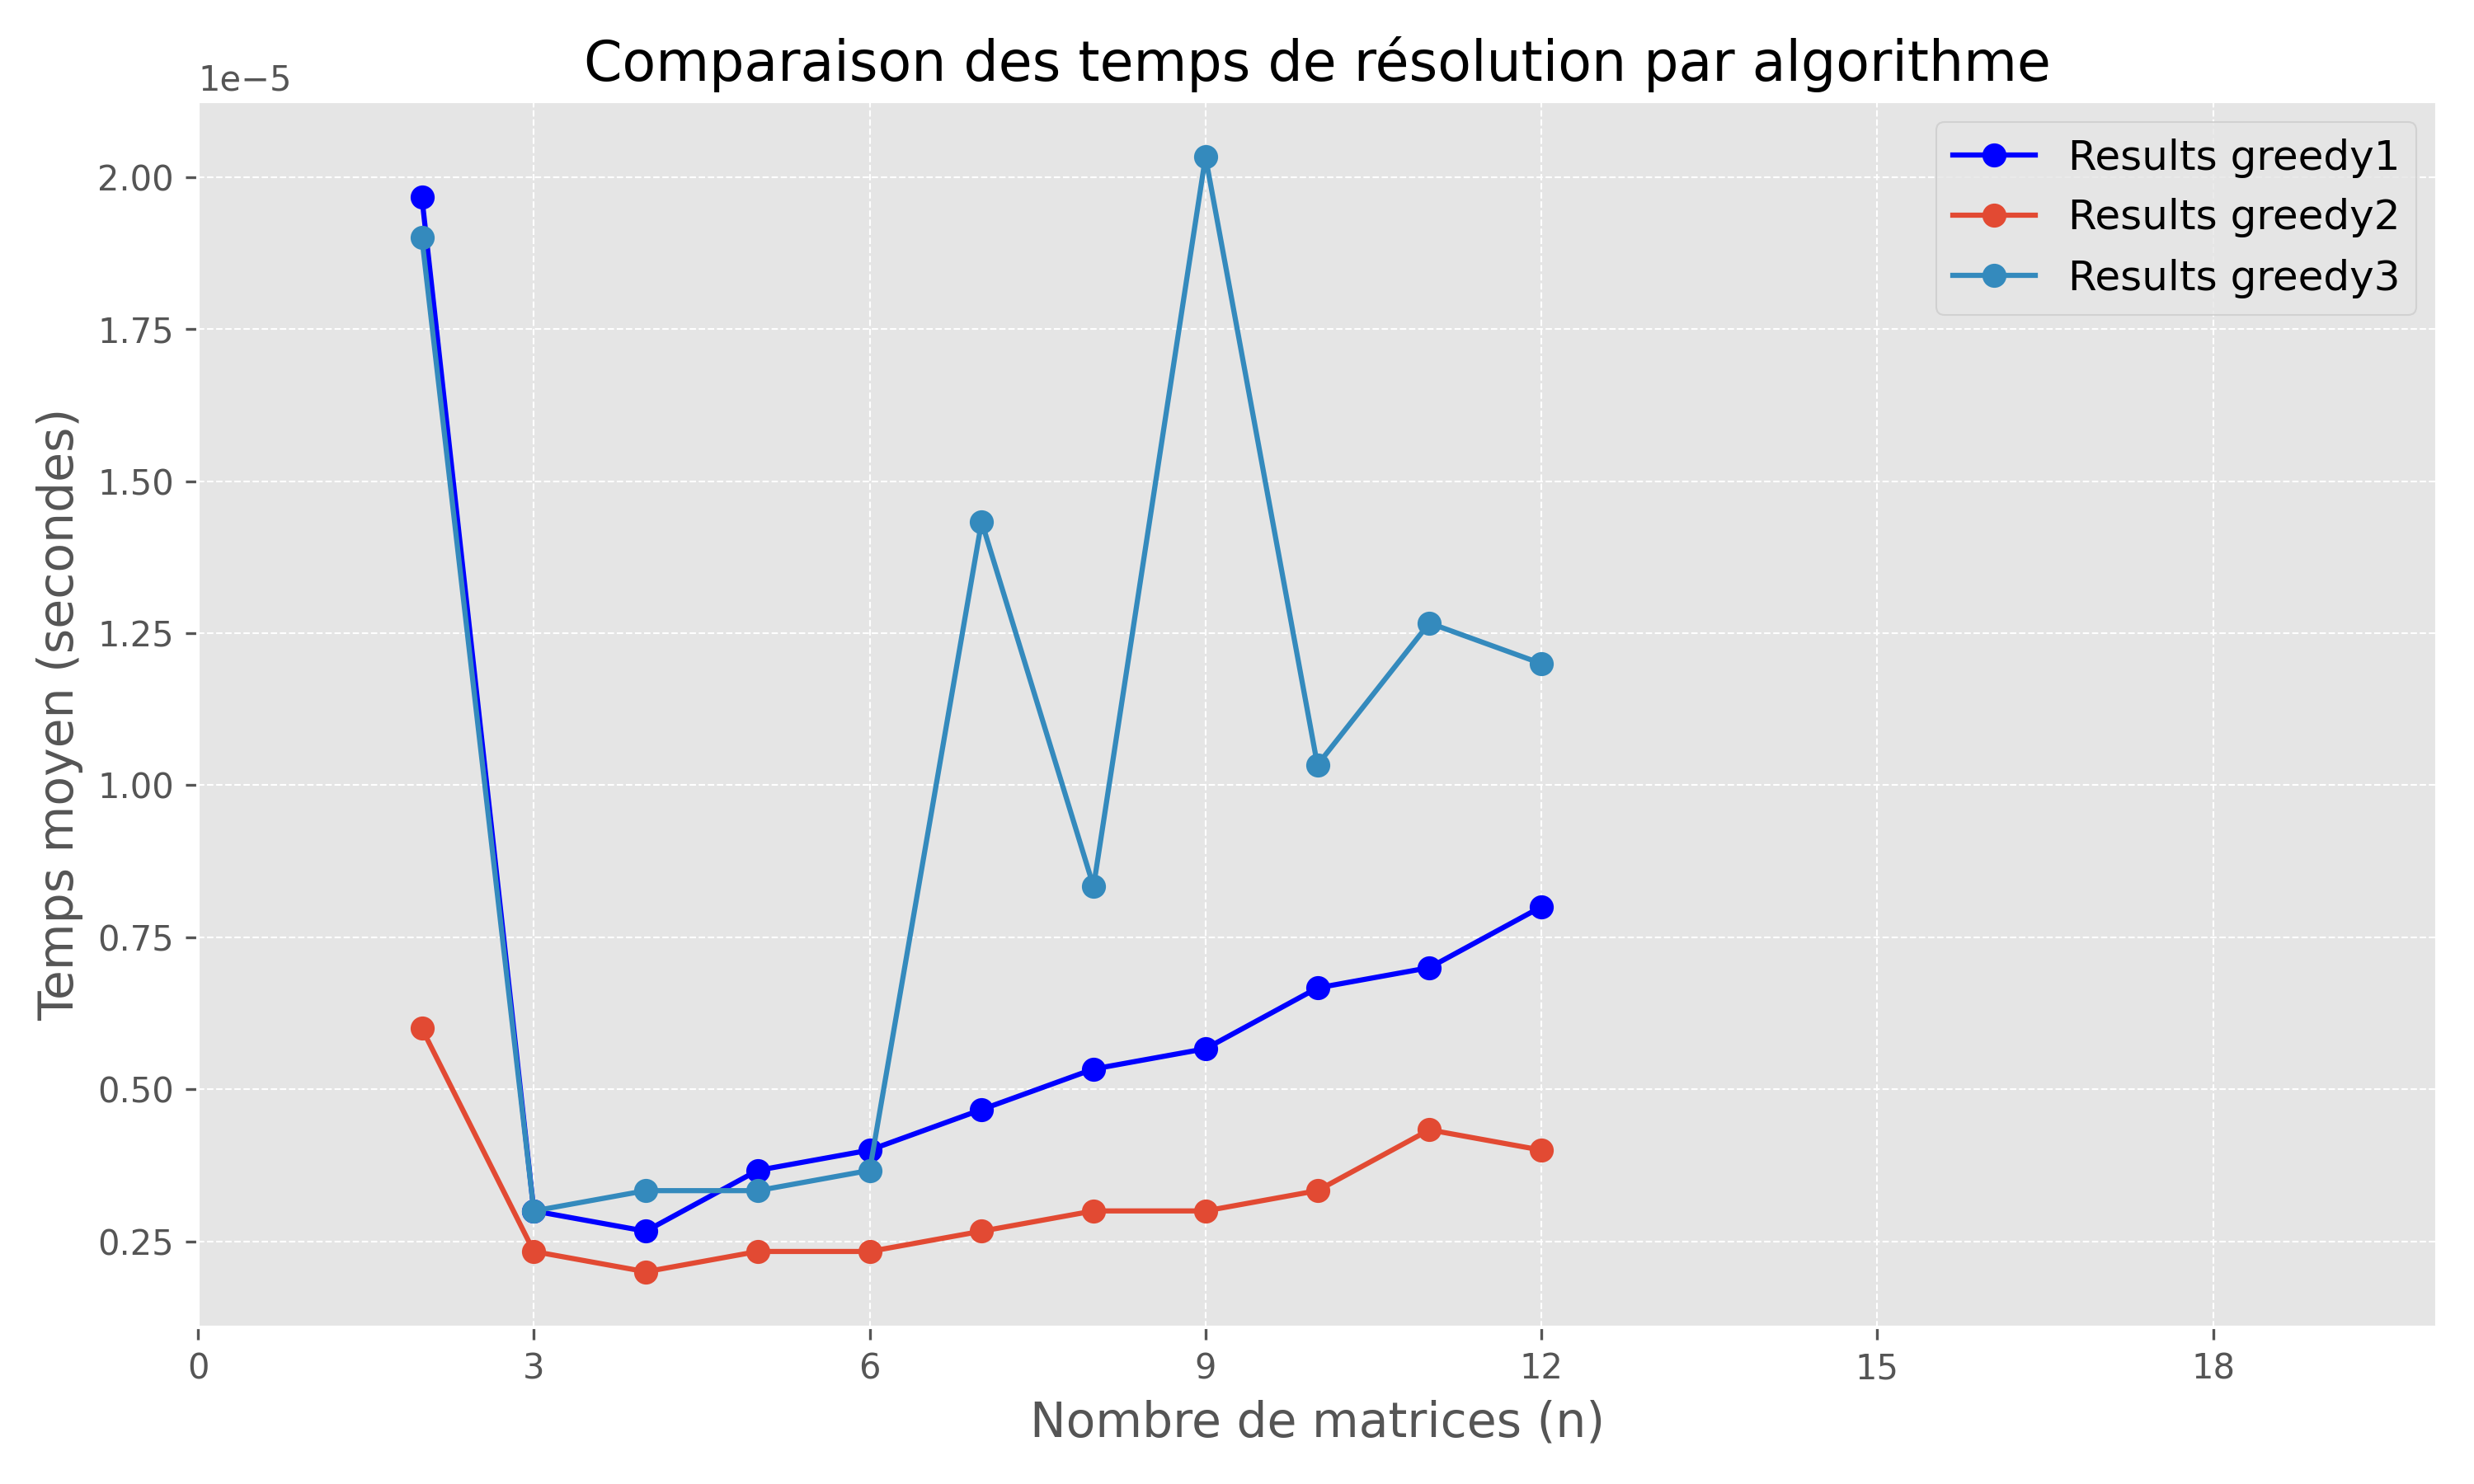 Comparaison des temps de résolution par algorithme
1e−5
Results greedy1
Results greedy2
Results greedy3
2.00
1.75
1.50
1.25
1.00
0.75
0.50
0.25
Temps moyen (secondes)
0 3 6 9 12 15 18
Nombre de matrices (n)